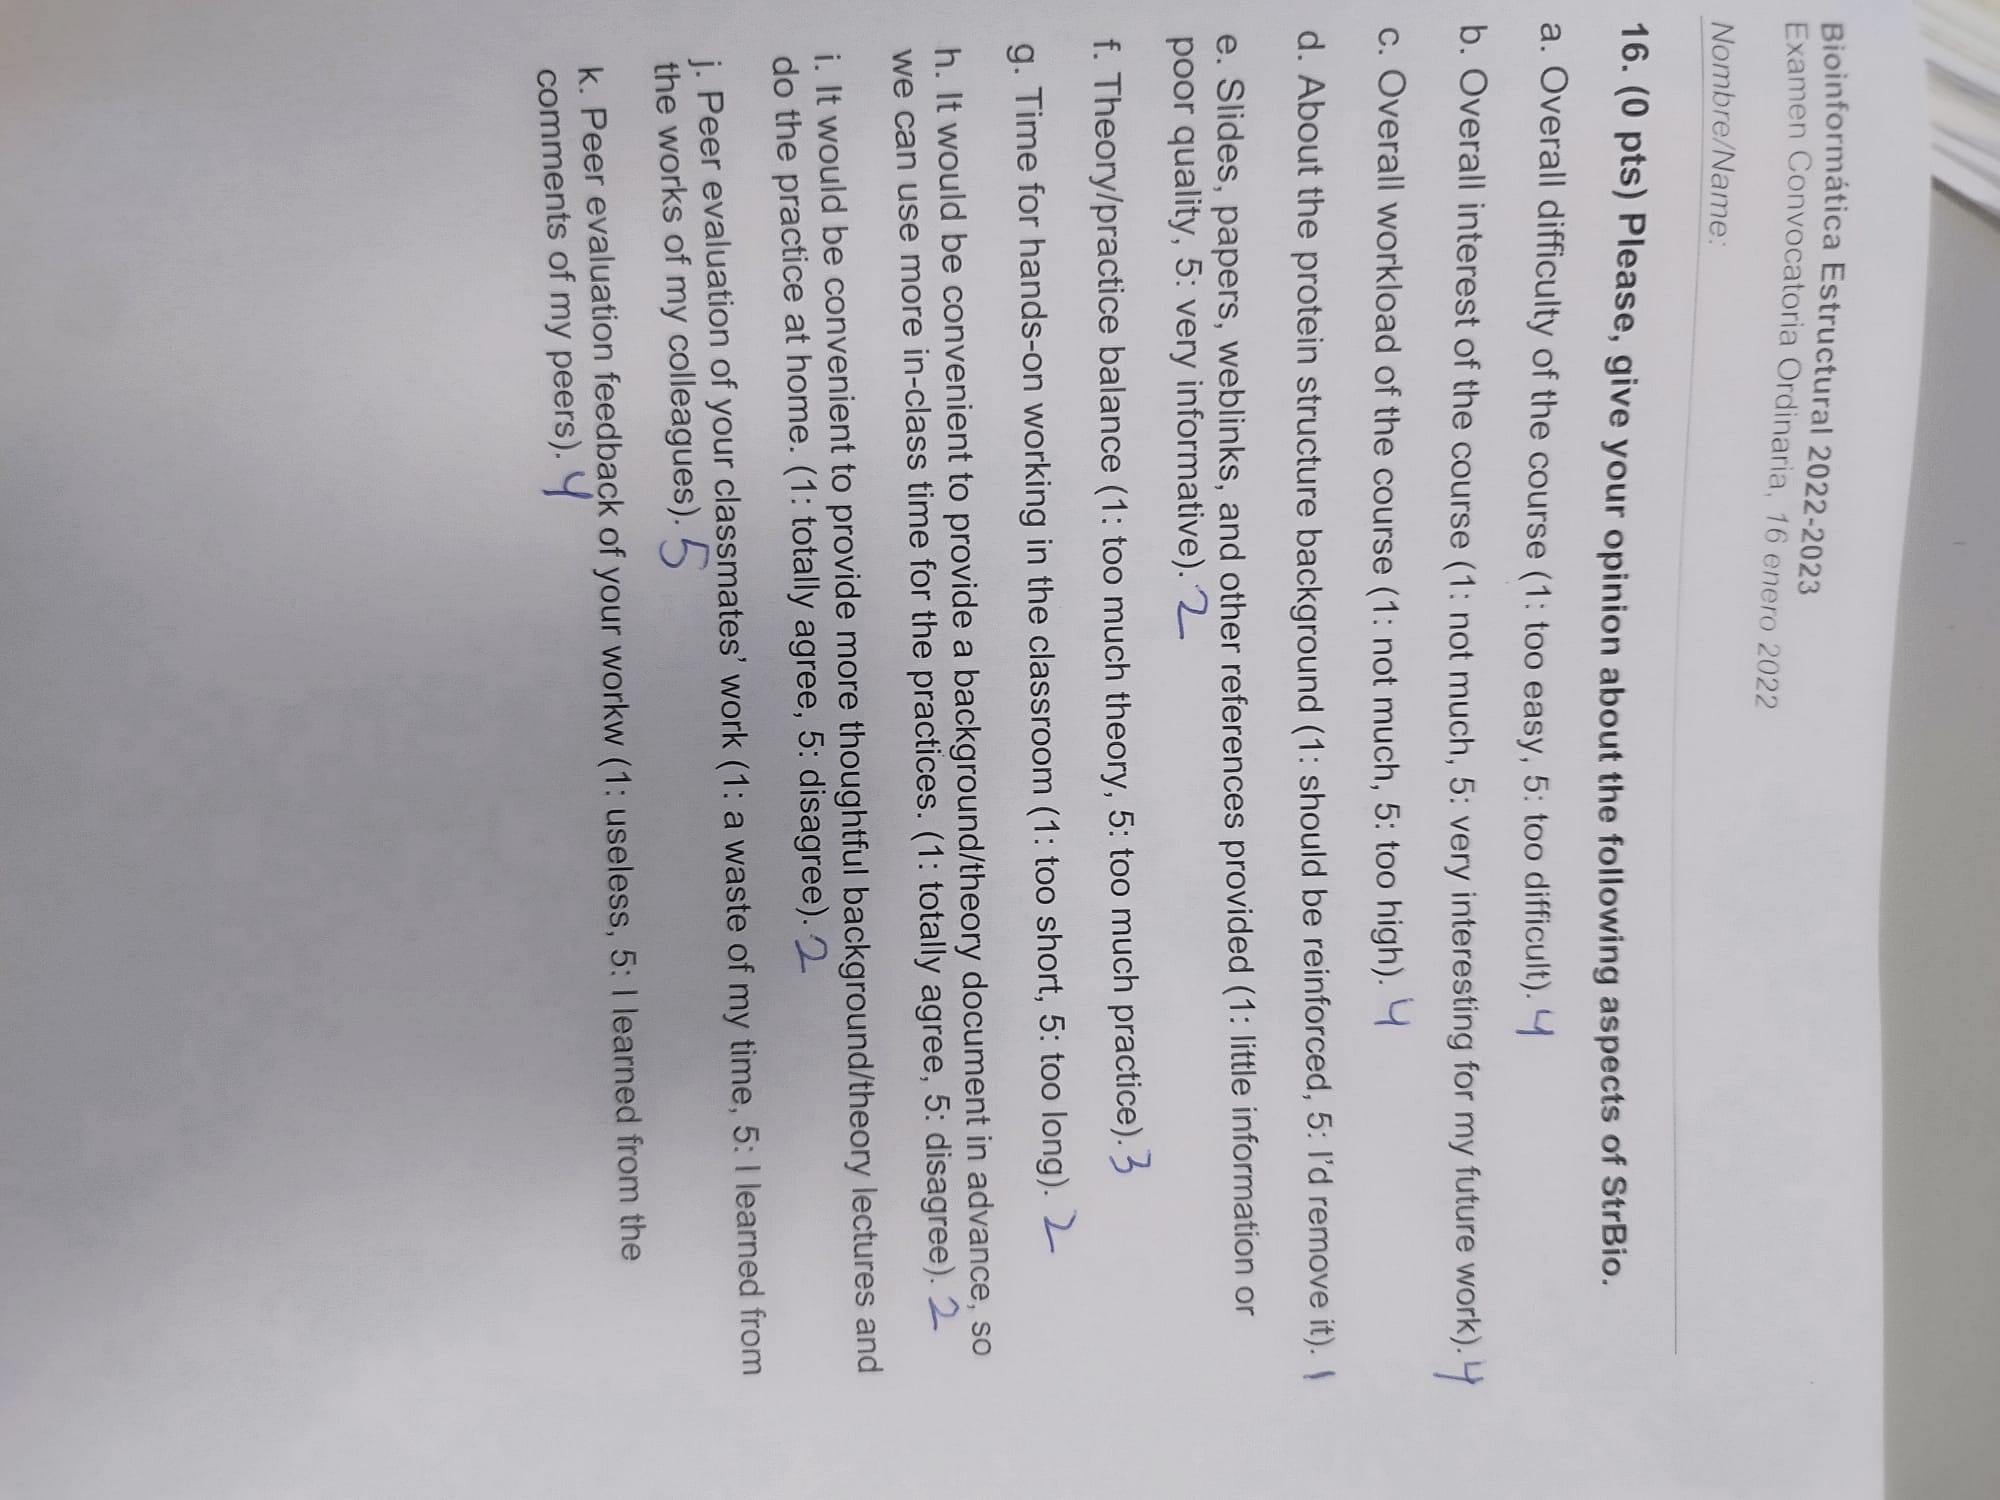 Bioinformática Estructural 2022-2023
Examen Convocatoria Ordinaria, 16 enero 2022
Nombre/Name:
16. (0 pts) Please, give your opinion about the following aspects of StrBio.
a. Overall difficulty of the course (1: too easy, 5: too difficult). 4
b. Overall interest of the course (1: not much, 5: very interesting for my future work). 4
c. Overall workload of the course (1: not much, 5: too high). 4
d. About the protein structure background (1: should be reinforced, 5: I'd remove it). 1
e. Slides, papers, weblinks, and other references provided (1: little information or
poor quality, 5: very informative). 2
f. Theory/practice balance (1: too much theory, 5: too much practice). 3
g. Time for hands-on working in the classroom (1: too short, 5: too long). 2
h. It would be convenient to provide a background/theory document in advance, so
we can use more in-class time for the practices. (1: totally agree, 5: disagree). 2
i. It would be convenient to provide more thoughtful background/theory lectures and
do the practice at home. (1: totally agree, 5: disagree). 2
j. Peer evaluation of your classmates' work (1: a waste of my time, 5: I learned from
the works of my colleagues). 5
k. Peer evaluation feedback of your workw (1: useless, 5: I learned from the
comments of my peers). 4